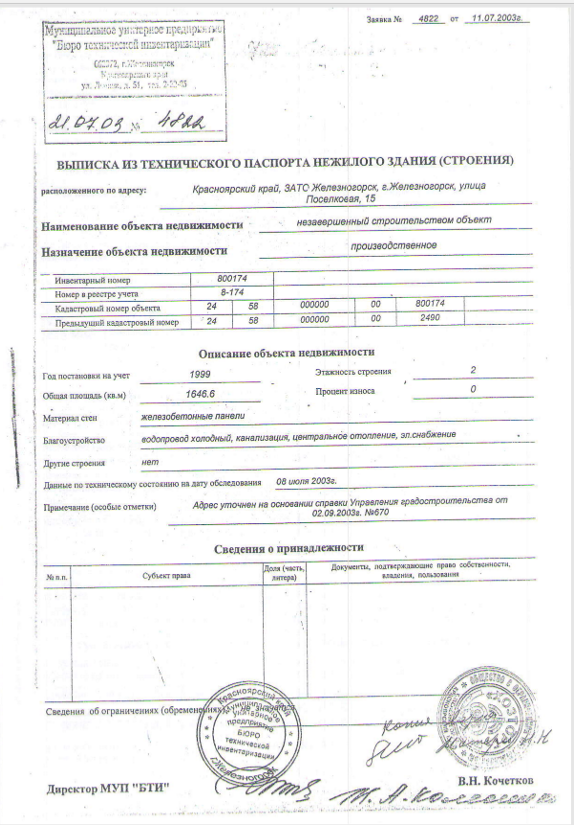 Заявка № 4822 от 11.07.2003г.
Муниципальное унитарное предприятие
"Бюро технической инвентаризации"
662972, г.Железногорск
Красноярского края
ул. Ленина, д. 51, тел.
21.07.03 № 4822
ВЫПИСКА ИЗ ТЕХНИЧЕСКОГО ПАСПОРТА НЕЖИЛОГО ЗДАНИЯ (СТРОЕНИЯ)
расположенного по адресу: Красноярский край, ЗАТО Железногорск, г.Железногорск, улица
Поселковая, 15
Наименование объекта недвижимости незавершенный строительством объект
Назначение объекта недвижимости производственное
Инвентарный номер 800174
Номер в реестре учета 8-174
Кадастровый номер объекта 24 58 000000 00 800174
Предыдущий кадастровый номер 24 58 000000 00 2490
Описание объекта недвижимости
Год постановки на учет 1999 Этажность строения 2
Общая площадь (кв.м) 1646.6 Процент износа 0
Материал стен железобетонные панели
Благоустройство водопровод холодный, канализация, центральное отопление, эл.снабжение
Другие строения нет
Данные по техническому состоянию на дату обследования 08 июля 2003г.
Примечание (особые отметки) Адрес уточнен на основании справки Управления градостроительства от
02.09.2003г. №670
Сведения о принадлежности
№ п.п. Субъект права Доля (часть, литера) Документы, подтверждающие право собственности, владения, пользования
Сведения об ограничениях (обременениях) не значится
Красноярский край
муниципальное
унитарное
предприятие
БЮРО
технической
инвентаризации
г.Железногорск
Копия верна
Директор МУП "БТИ" В.Н. Кочетков